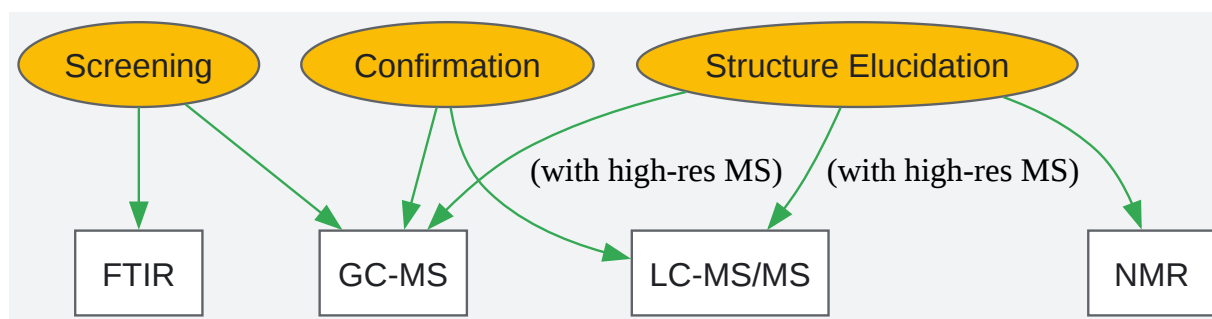 Screening
Confirmation
Structure Elucidation
(with high-res MS)
(with high-res MS)
FTIR
GC-MS
LC-MS/MS
NMR